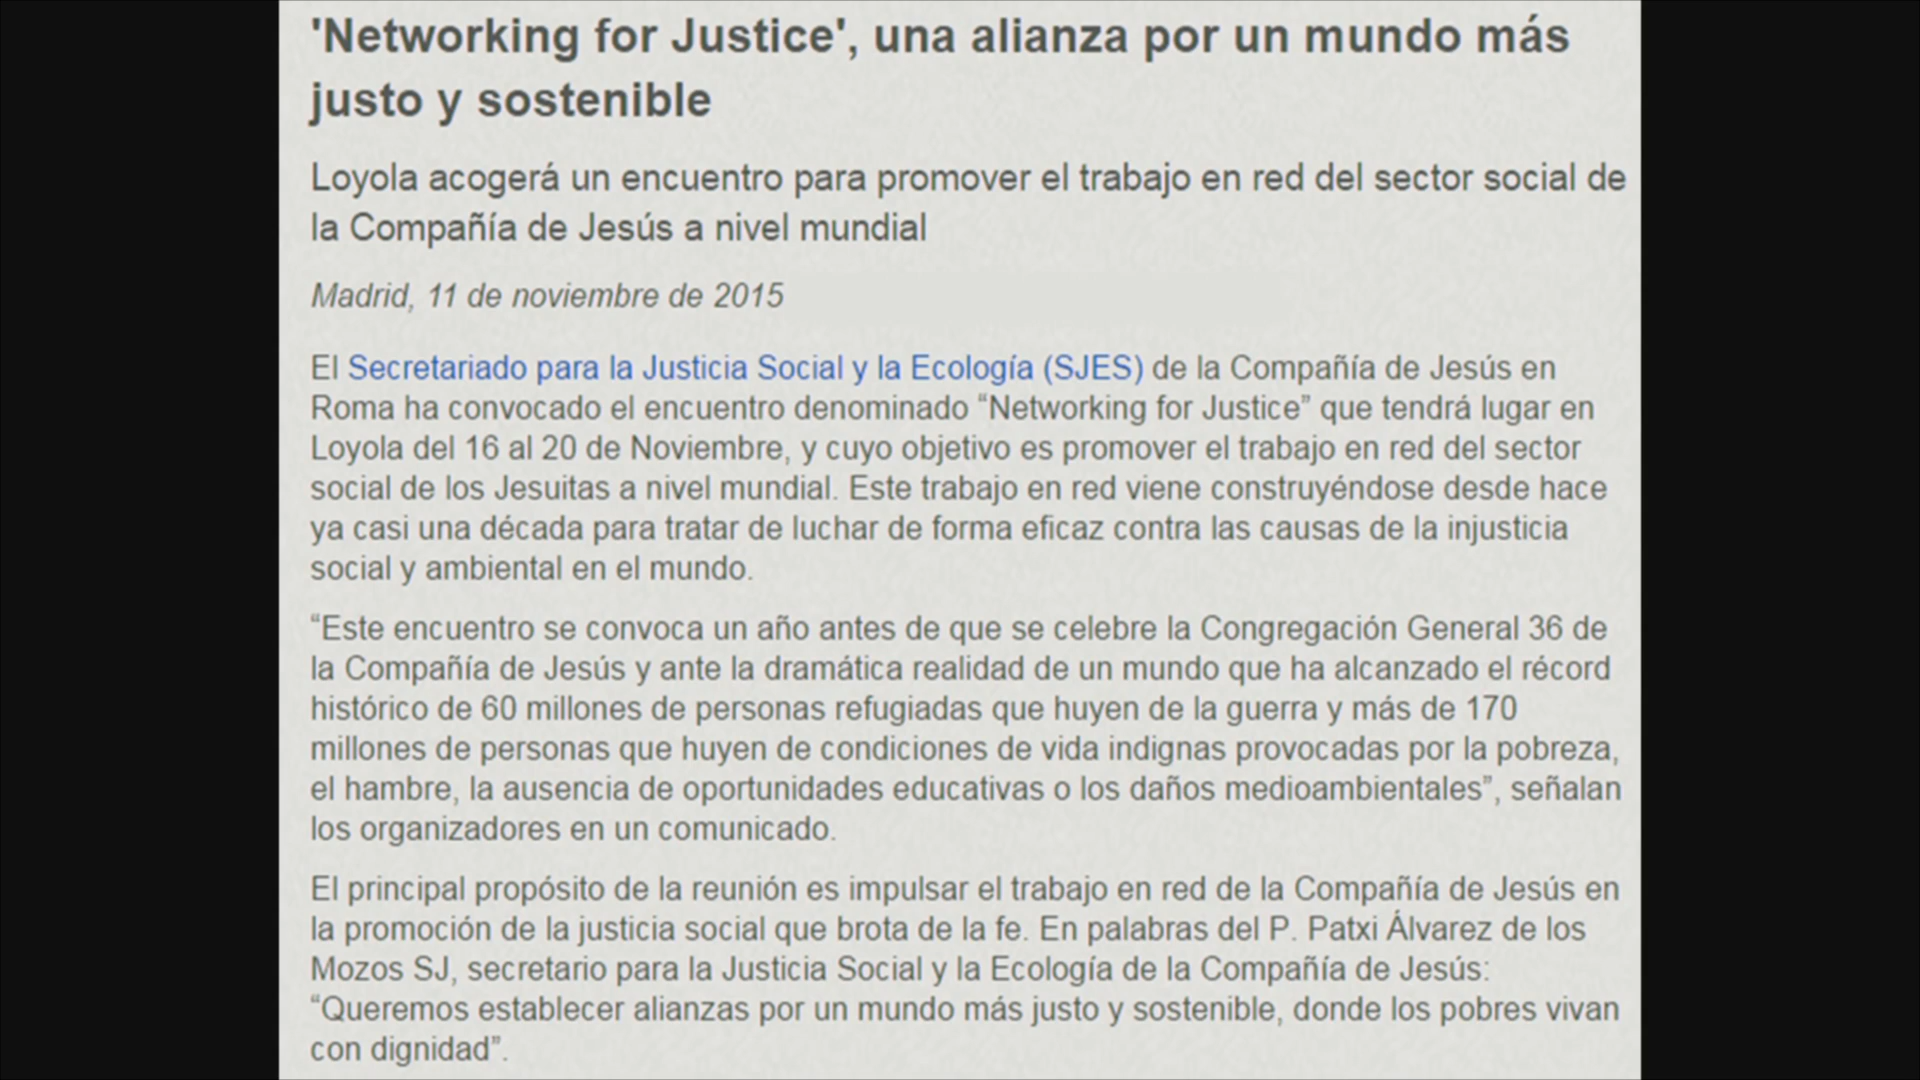 'Networking for Justice', una alianza por un mundo más
justo y sostenible
Loyola acogerá un encuentro para promover el trabajo en red del sector social de
la Compañía de Jesús a nivel mundial
Madrid, 11 de noviembre de 2015
El Secretariado para la Justicia Social y la Ecología (SJES) de la Compañía de Jesús en
Roma ha convocado el encuentro denominado “Networking for Justice” que tendrá lugar en
Loyola del 16 al 20 de Noviembre, y cuyo objetivo es promover el trabajo en red del sector
social de los Jesuitas a nivel mundial. Este trabajo en red viene construyéndose desde hace
ya casi una década para tratar de luchar de forma eficaz contra las causas de la injusticia
social y ambiental en el mundo.
“Este encuentro se convoca un año antes de que se celebre la Congregación General 36 de
la Compañía de Jesús y ante la dramática realidad de un mundo que ha alcanzado el récord
histórico de 60 millones de personas refugiadas que huyen de la guerra y más de 170
millones de personas que huyen de condiciones de vida indignas provocadas por la pobreza,
el hambre, la ausencia de oportunidades educativas o los daños medioambientales”, señalan
los organizadores en un comunicado.
El principal propósito de la reunión es impulsar el trabajo en red de la Compañía de Jesús en
la promoción de la justicia social que brota de la fe. En palabras del P. Patxi Álvarez de los
Mozos SJ, secretario para la Justicia Social y la Ecología de la Compañía de Jesús:
“Queremos establecer alianzas por un mundo más justo y sostenible, donde los pobres vivan
con dignidad”.